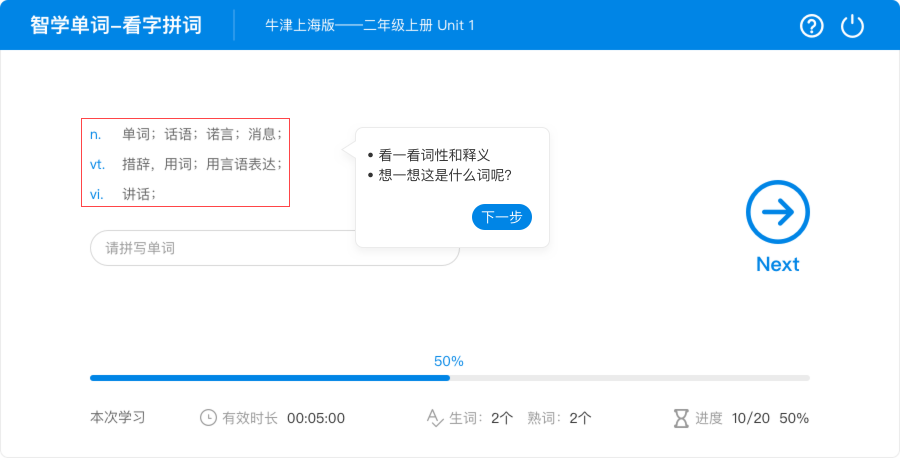 智学单词–看字拼词
牛津上海版——二年级上册 Unit 1
n. 单词；话语；诺言；消息；
vt. 措辞，用词；用言语表达；
vi. 讲话；
• 看一看词性和释义
• 想一想这是什么词呢?
下一步
请拼写单词
Next
50%
本次学习 有效时长 00:05:00 生词：2个 熟词：2个 进度 10/20 50%